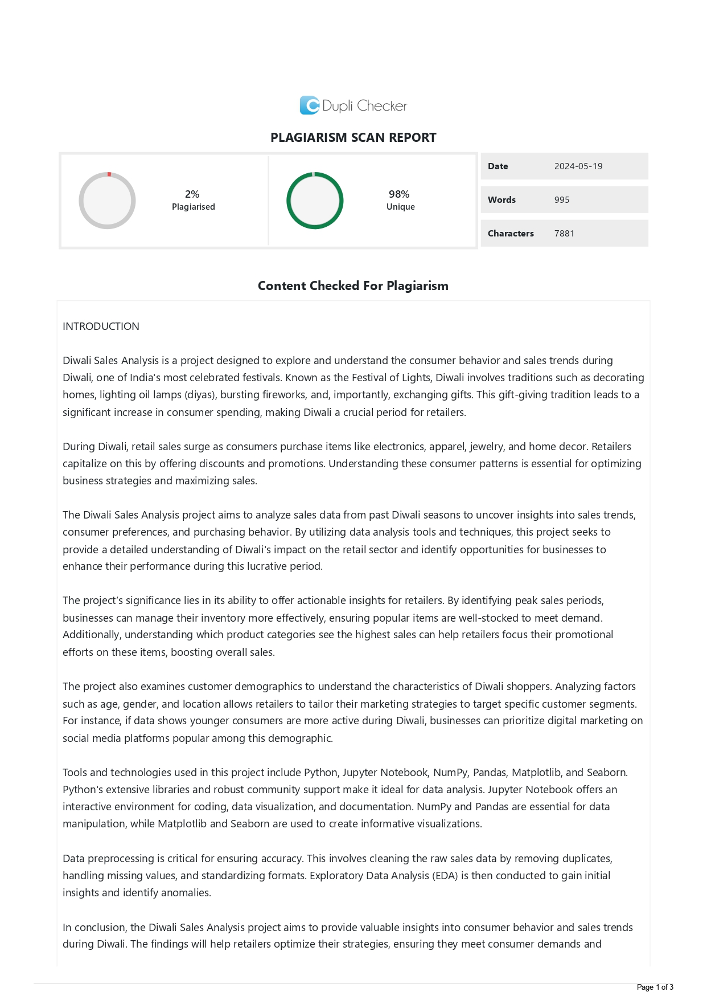 Dupli Checker
PLAGIARISM SCAN REPORT
2%
Plagiarised
98%
Unique
Date 2024-05-19
Words 995
Characters 7881
Content Checked For Plagiarism
INTRODUCTION
Diwali Sales Analysis is a project designed to explore and understand the consumer behavior and sales trends during
Diwali, one of India's most celebrated festivals. Known as the Festival of Lights, Diwali involves traditions such as decorating
homes, lighting oil lamps (diyas), bursting fireworks, and, importantly, exchanging gifts. This gift-giving tradition leads to a
significant increase in consumer spending, making Diwali a crucial period for retailers.
During Diwali, retail sales surge as consumers purchase items like electronics, apparel, jewelry, and home decor. Retailers
capitalize on this by offering discounts and promotions. Understanding these consumer patterns is essential for optimizing
business strategies and maximizing sales.
The Diwali Sales Analysis project aims to analyze sales data from past Diwali seasons to uncover insights into sales trends,
consumer preferences, and purchasing behavior. By utilizing data analysis tools and techniques, this project seeks to
provide a detailed understanding of Diwali's impact on the retail sector and identify opportunities for businesses to
enhance their performance during this lucrative period.
The project’s significance lies in its ability to offer actionable insights for retailers. By identifying peak sales periods,
businesses can manage their inventory more effectively, ensuring popular items are well-stocked to meet demand.
Additionally, understanding which product categories see the highest sales can help retailers focus their promotional
efforts on these items, boosting overall sales.
The project also examines customer demographics to understand the characteristics of Diwali shoppers. Analyzing factors
such as age, gender, and location allows retailers to tailor their marketing strategies to target specific customer segments.
For instance, if data shows younger consumers are more active during Diwali, businesses can prioritize digital marketing on
social media platforms popular among this demographic.
Tools and technologies used in this project include Python, Jupyter Notebook, NumPy, Pandas, Matplotlib, and Seaborn.
Python's extensive libraries and robust community support make it ideal for data analysis. Jupyter Notebook offers an
interactive environment for coding, data visualization, and documentation. NumPy and Pandas are essential for data
manipulation, while Matplotlib and Seaborn are used to create informative visualizations.
Data preprocessing is critical for ensuring accuracy. This involves cleaning the raw sales data by removing duplicates,
handling missing values, and standardizing formats. Exploratory Data Analysis (EDA) is then conducted to gain initial
insights and identify anomalies.
In conclusion, the Diwali Sales Analysis project aims to provide valuable insights into consumer behavior and sales trends
during Diwali. The findings will help retailers optimize their strategies, ensuring they meet consumer demands and
Page 1 of 3